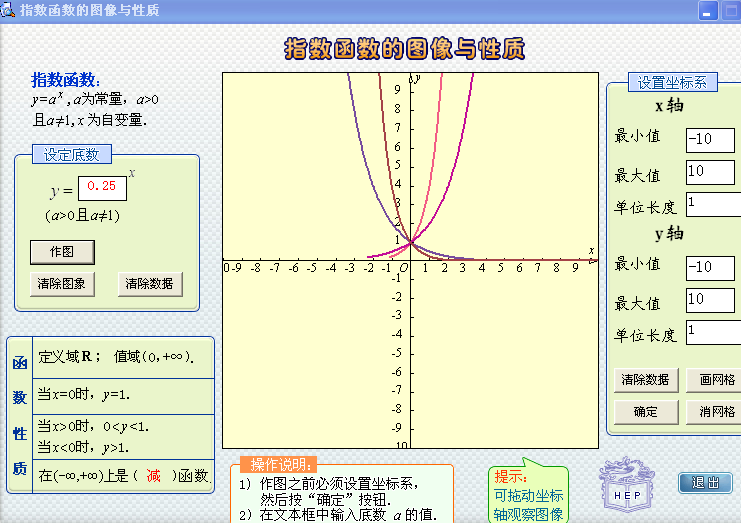 指数函数的图像与性质
指数函数的图像与性质
指数函数:
y=aˣ,a为常量，a>0
且a≠1,x为自变量.
设定底数
y = 0.25 x
(a>0且a≠1)
作图
清除图象 清除数据
函数性质
定义域R； 值域(0,+∞).
当x=0时，y=1.
当x>0时，0<y<1.
当x<0时，y>1.
在(-∞,+∞)上是( 减 )函数.
y
9
8
7
6
5
4
3
2
1
x
0-9 -8 -7 -6 -5 -4 -3 -2 -1 O 1 2 3 4 5 6 7 8 9
-1
-2
-3
-4
-5
-6
-7
-8
-9
10
操作说明:
1) 作图之前必须设置坐标系，
然后按“确定”按钮.
2) 在文本框中输入底数 a 的值.
提示:
可拖动坐标
轴观察图像
设置坐标系
x 轴
最小值 -10
最大值 10
单位长度 1
y 轴
最小值 -10
最大值 10
单位长度 1
清除数据 画网格
确定 消网格
HEP
退出